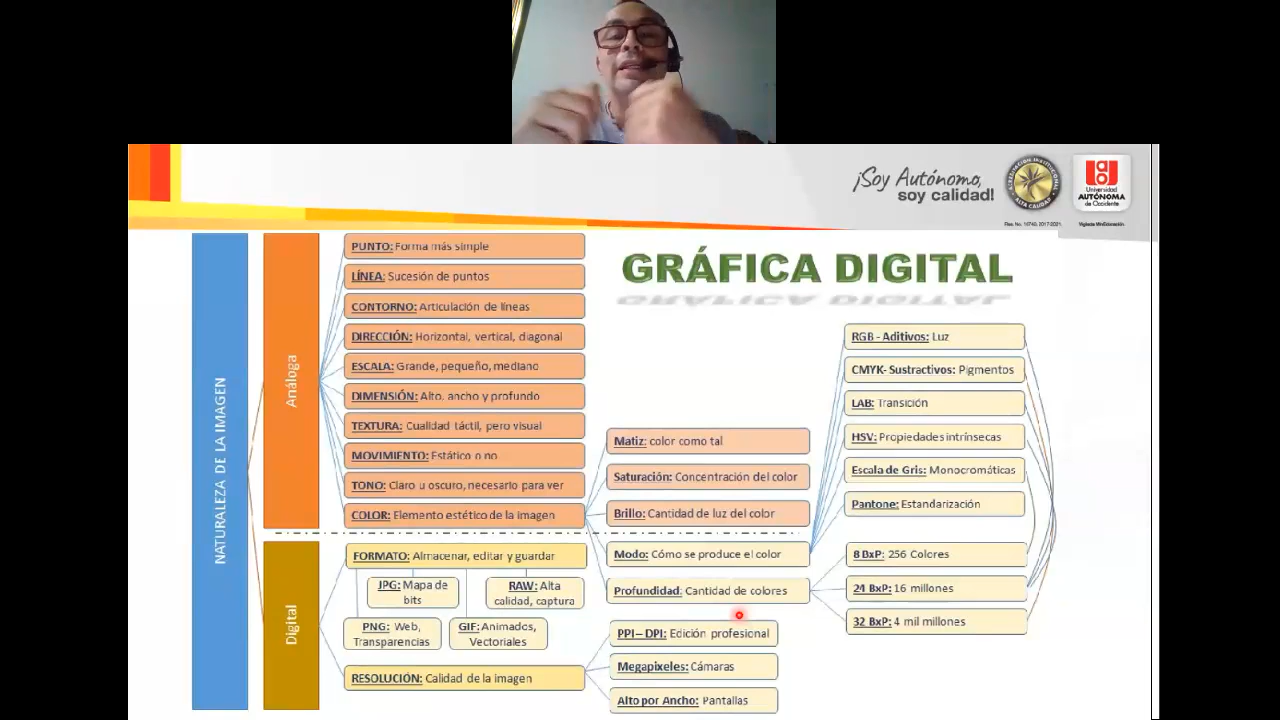 ¡Soy Autónomo,
soy calidad!
ACREDITACIÓN INSTITUCIONAL
ALTA CALIDAD
Universidad
AUTÓNOMA
de Occidente
GRÁFICA DIGITAL
NATURALEZA DE LA IMAGEN
Análoga
PUNTO: Forma más simple
LÍNEA: Sucesión de puntos
CONTORNO: Articulación de líneas
DIRECCIÓN: Horizontal, vertical, diagonal
ESCALA: Grande, pequeño, mediano
DIMENSIÓN: Alto, ancho y profundo
TEXTURA: Cualidad táctil, pero visual
MOVIMIENTO: Estático o no
TONO: Claro u oscuro, necesario para ver
COLOR: Elemento estético de la imagen
Matiz: color como tal
Saturación: Concentración del color
Brillo: Cantidad de luz del color
Modo: Cómo se produce el color
Profundidad: Cantidad de colores
RGB - Aditivos: Luz
CMYK- Sustractivos: Pigmentos
LAB: Transición
HSV: Propiedades intrínsecas
Escala de Gris: Monocromáticas
Pantone: Estandarización
8 BxP: 256 Colores
24 BxP: 16 millones
32 BxP: 4 mil millones
Digital
FORMATO: Almacenar, editar y guardar
JPG: Mapa de
bits
RAW: Alta
calidad, captura
PNG: Web,
Transparencias
GIF: Animados,
Vectoriales
RESOLUCIÓN: Calidad de la imagen
PPI – DPI: Edición profesional
Megapixeles: Cámaras
Alto por Ancho: Pantallas